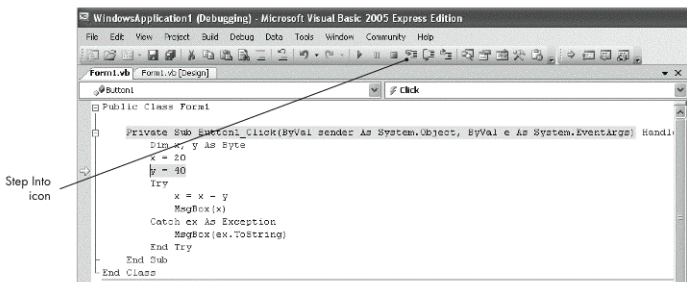 WindowsApplication1 (Debugging) - Microsoft Visual Basic 2005 Express Edition
File Edit View Project Build Debug Data Tools Window Community Help
Form1.vb Form1.vb [Design]
Button1 Click
Public Class Form1
Private Sub Button1_Click(ByVal sender As System.Object, ByVal e As System.EventArgs) Handle
Dim x, y As Byte
x = 20
y = 40
Try
x = x - y
MsgBox(x)
Catch ex As Exception
MsgBox(ex.ToString)
End Try
End Sub
End Class
Step Into
icon